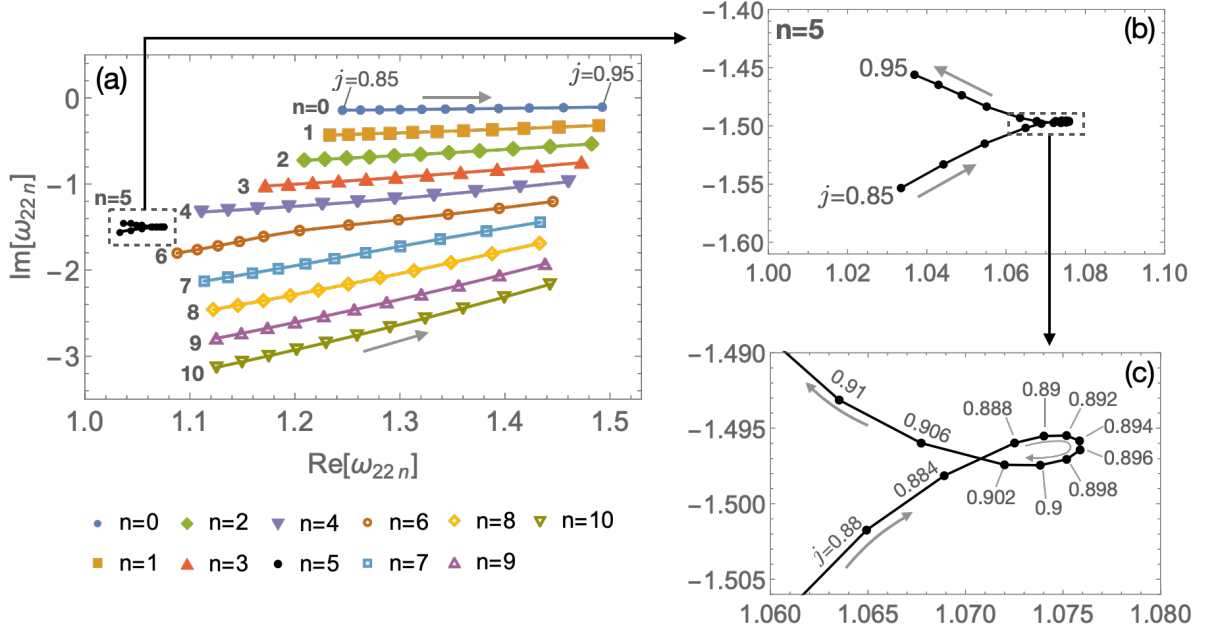 (a)
j=0.85
j=0.95
n=0
1
2
3
n=5
4
6
7
8
9
10
0
−1
−2
−3
Im[ω22 n]
1.0
1.1
1.2
1.3
1.4
1.5
Re[ω22 n]
n=0
n=2
n=4
n=6
n=8
n=10
n=1
n=3
n=5
n=7
n=9
n=5
(b)
0.95
j=0.85
−1.40
−1.45
−1.50
−1.55
−1.60
1.00
1.02
1.04
1.06
1.08
1.10
(c)
0.91
0.906
0.888
0.89
0.892
0.894
0.896
0.898
0.9
0.902
0.884
j=0.88
−1.490
−1.495
−1.500
−1.505
1.060
1.065
1.070
1.075
1.080